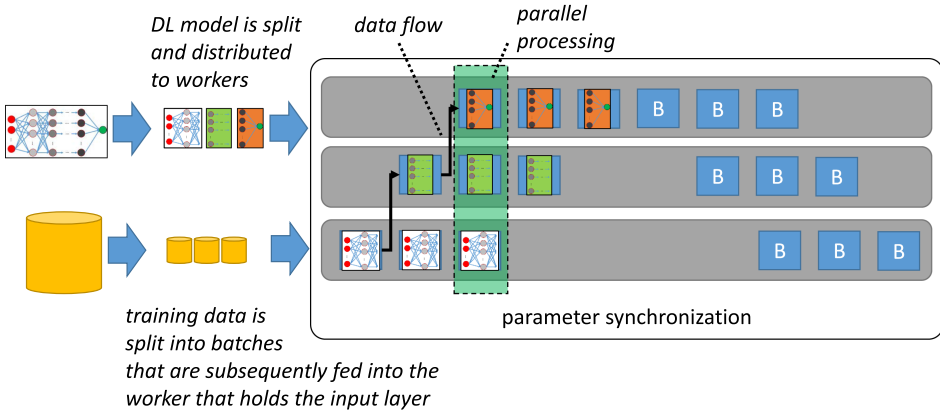 DL model is split
and distributed
to workers
data flow
parallel
processing
B
B
B
B
B
B
B
B
B
parameter synchronization
training data is
split into batches
that are subsequently fed into the
worker that holds the input layer